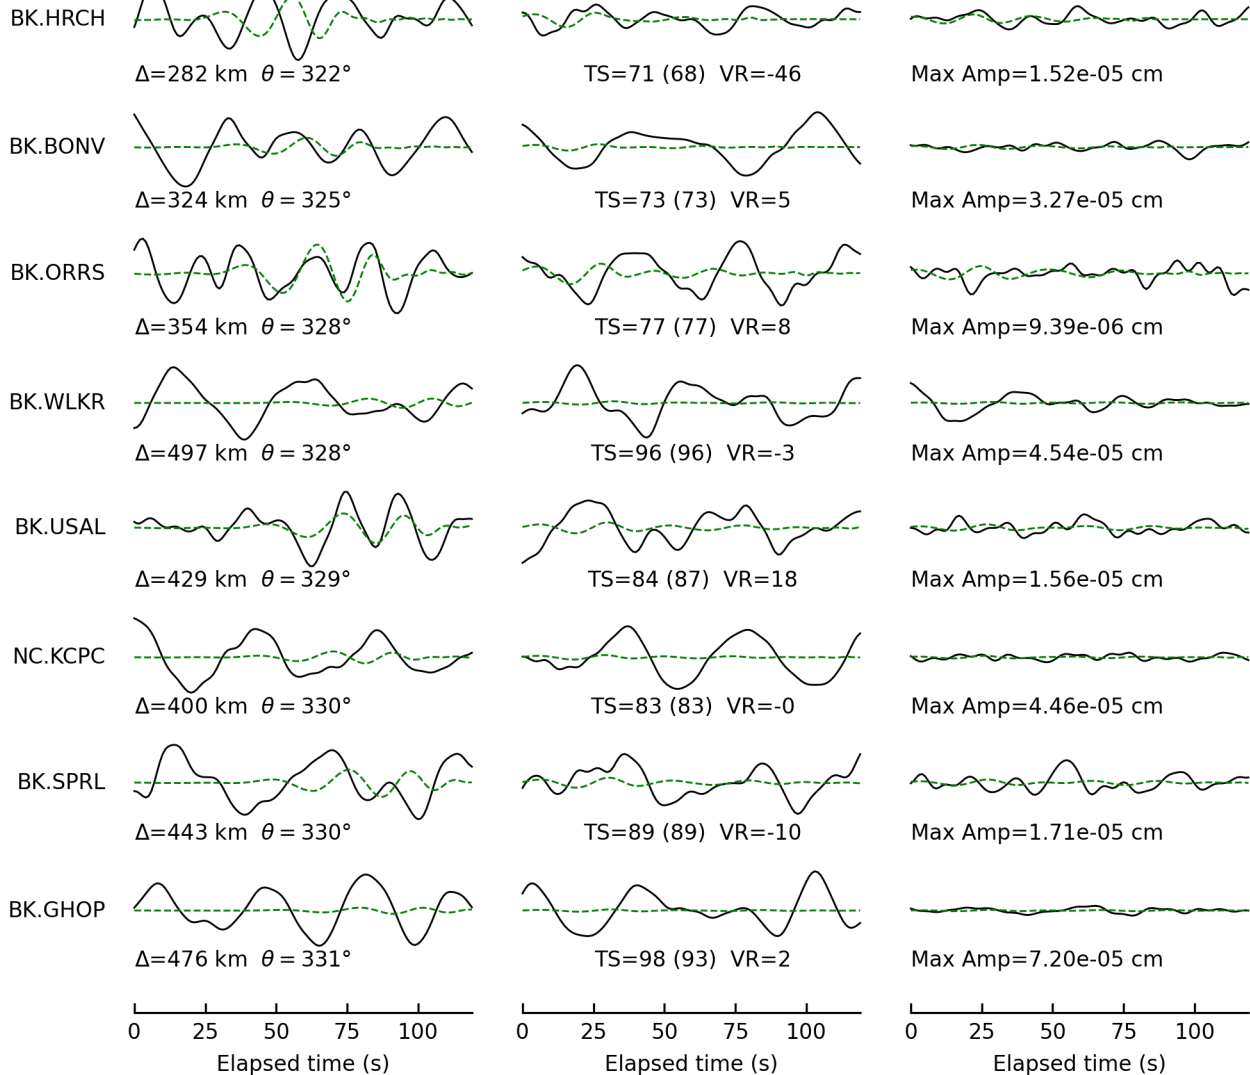 BK.HRCH
Δ=282 km θ = 322° TS=71 (68) VR=-46 Max Amp=1.52e-05 cm
BK.BONV
Δ=324 km θ = 325° TS=73 (73) VR=5 Max Amp=3.27e-05 cm
BK.ORRS
Δ=354 km θ = 328° TS=77 (77) VR=8 Max Amp=9.39e-06 cm
BK.WLKR
Δ=497 km θ = 328° TS=96 (96) VR=-3 Max Amp=4.54e-05 cm
BK.USAL
Δ=429 km θ = 329° TS=84 (87) VR=18 Max Amp=1.56e-05 cm
NC.KCPC
Δ=400 km θ = 330° TS=83 (83) VR=-0 Max Amp=4.46e-05 cm
BK.SPRL
Δ=443 km θ = 330° TS=89 (89) VR=-10 Max Amp=1.71e-05 cm
BK.GHOP
Δ=476 km θ = 331° TS=98 (93) VR=2 Max Amp=7.20e-05 cm
0 25 50 75 100 0 25 50 75 100 0 25 50 75 100
Elapsed time (s) Elapsed time (s) Elapsed time (s)